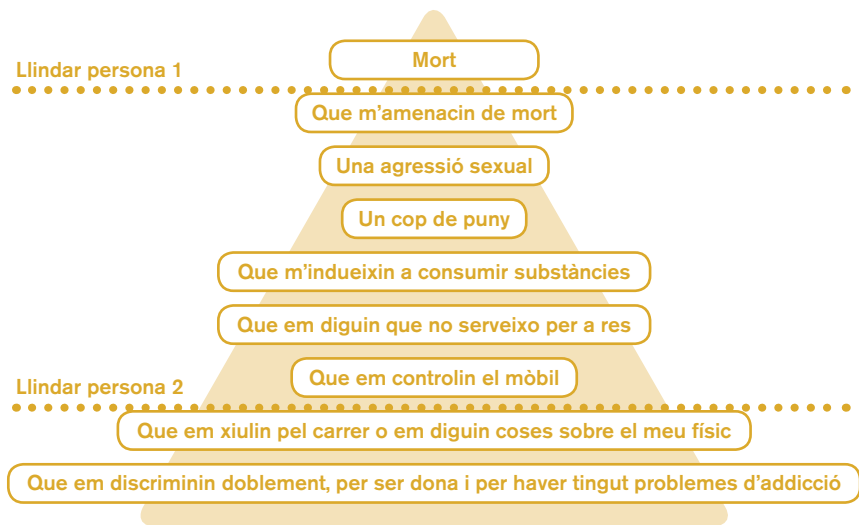 Mort
Llindar persona 1
Que m’amenacin de mort
Una agressió sexual
Un cop de puny
Que m’indueixin a consumir substàncies
Que em diguin que no serveixo per a res
Que em controlin el mòbil
Llindar persona 2
Que em xiulin pel carrer o em diguin coses sobre el meu físic
Que em discriminin doblement, per ser dona i per haver tingut problemes d’addicció